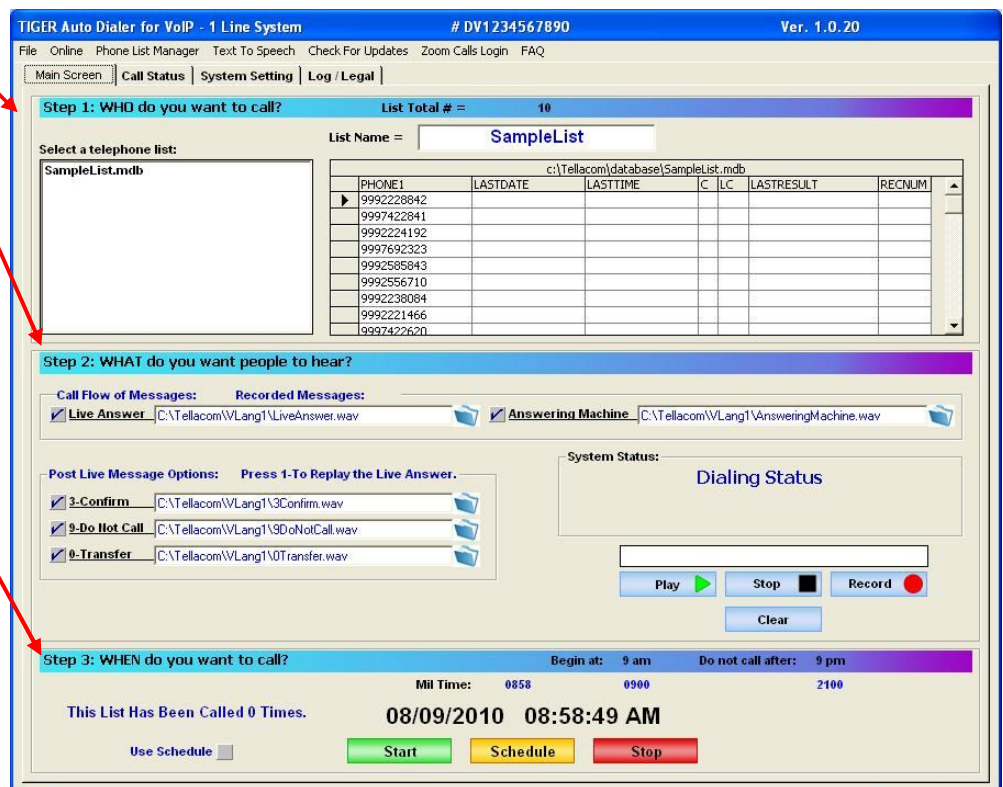 TIGER Auto Dialer for VoIP - 1 Line System # DV1234567890 Ver. 1.0.20
File Online Phone List Manager Text To Speech Check For Updates Zoom Calls Login FAQ
Main Screen Call Status System Setting Log / Legal
Step 1: WHO do you want to call? List Total # = 10
List Name = SampleList
Select a telephone list:
SampleList.mdb
c:\Tellacom\database\SampleList.mdb
PHONE1 LASTDATE LASTTIME C LC LASTRESULT RECNUM
9992228842
9997422841
9992224192
9997692323
9992585843
9992556710
9992238084
9992221466
9997422620
Step 2: WHAT do you want people to hear?
Call Flow of Messages: Recorded Messages:
Live Answer C:\Tellacom\VLang1\LiveAnswer.wav Answering Machine C:\Tellacom\VLang1\AnsweringMachine.wav
Post Live Message Options: Press 1-To Replay the Live Answer.
3-Confirm C:\Tellacom\VLang1\3Confirm.wav
9-Do Not Call C:\Tellacom\VLang1\9DoNotCall.wav
0-Transfer C:\Tellacom\VLang1\0Transfer.wav
System Status:
Dialing Status
Play Stop Record
Clear
Step 3: WHEN do you want to call? Begin at: 9 am Do not call after: 9 pm
Mil Time: 0858 0900 2100
This List Has Been Called 0 Times. 08/09/2010 08:58:49 AM
Use Schedule Start Schedule Stop